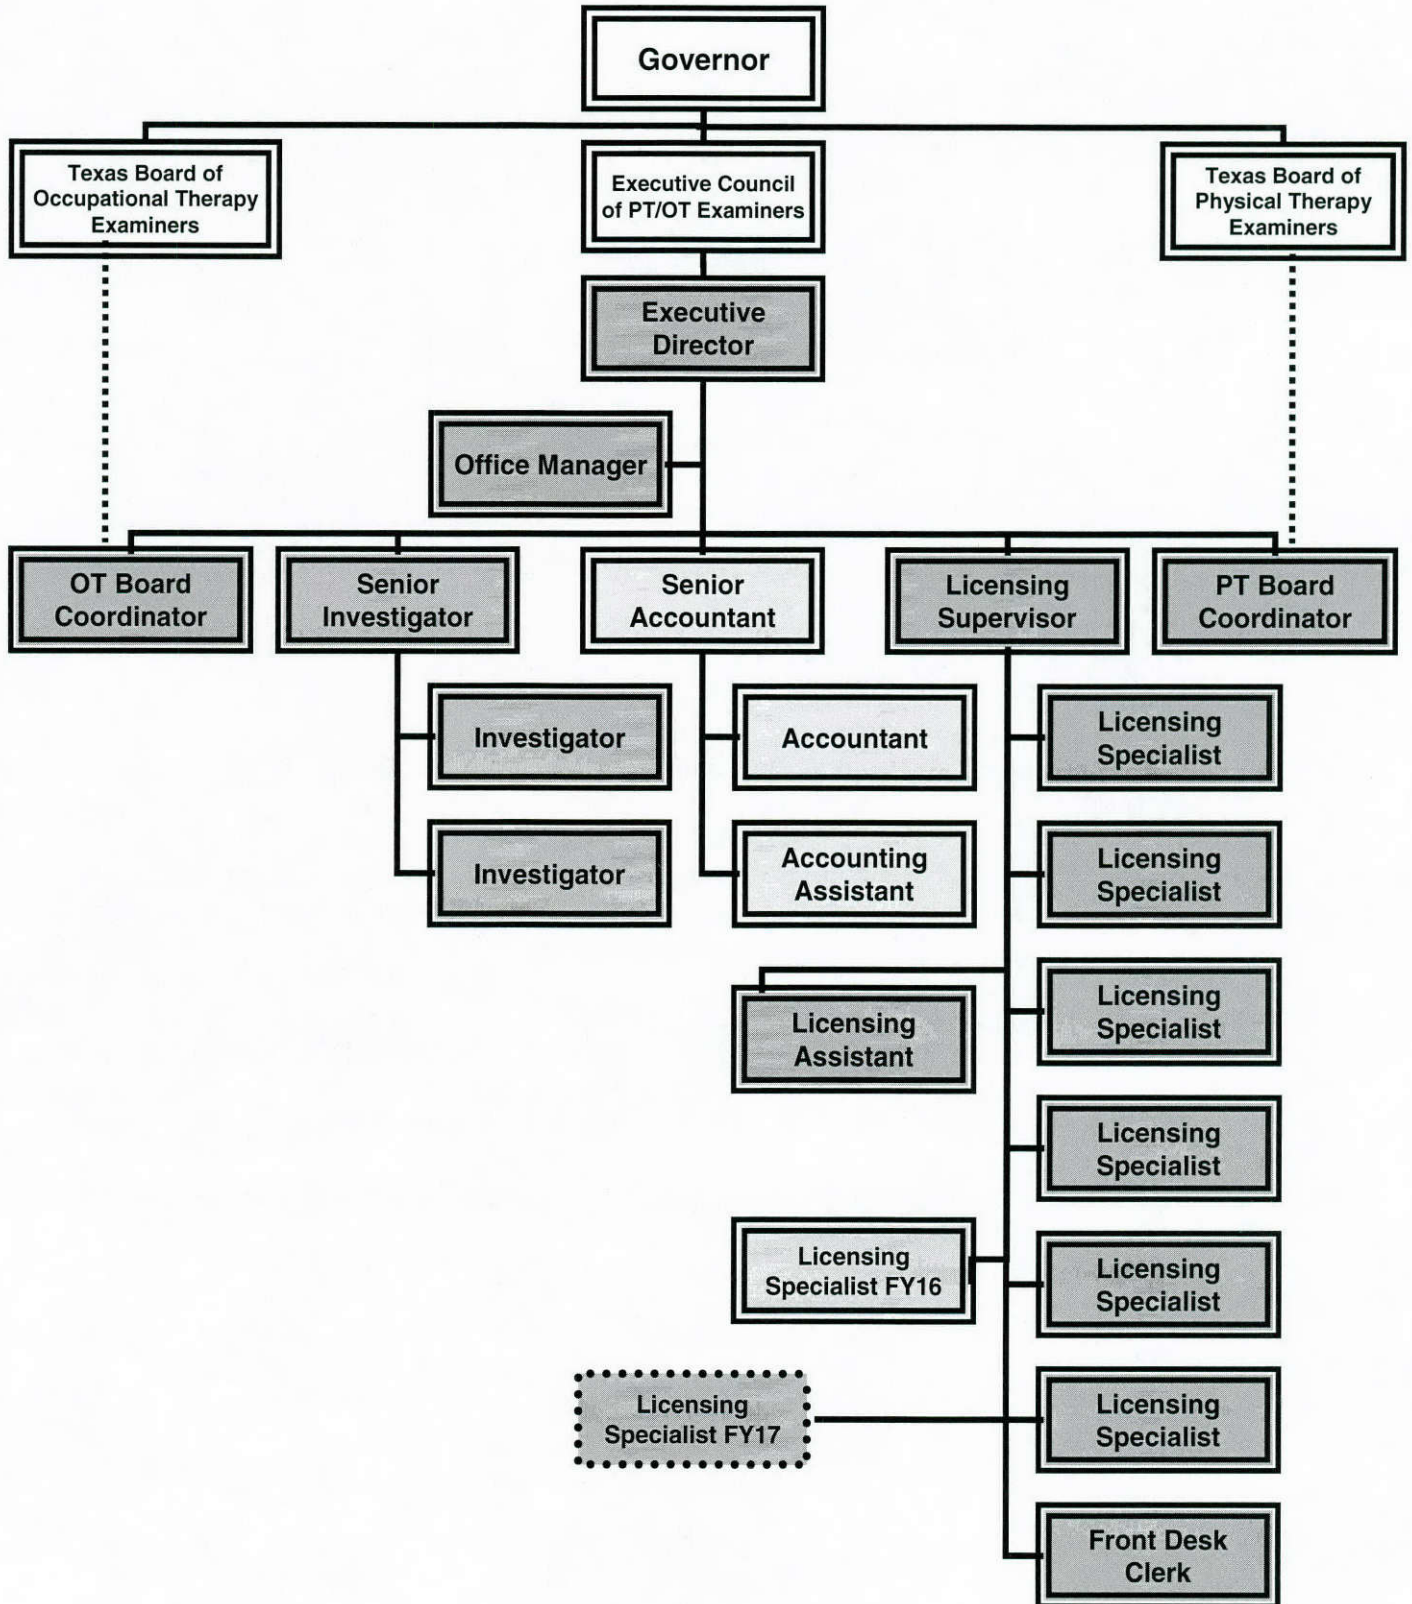 Governor
Texas Board of
Occupational Therapy
Examiners
Executive Council
of PT/OT Examiners
Texas Board of
Physical Therapy
Examiners
Executive
Director
Office Manager
OT Board
Coordinator
Senior
Investigator
Senior
Accountant
Licensing
Supervisor
PT Board
Coordinator
Investigator
Accountant
Licensing
Specialist
Investigator
Accounting
Assistant
Licensing
Specialist
Licensing
Assistant
Licensing
Specialist
Licensing
Specialist
Licensing
Specialist FY16
Licensing
Specialist
Licensing
Specialist FY17
Licensing
Specialist
Front Desk
Clerk